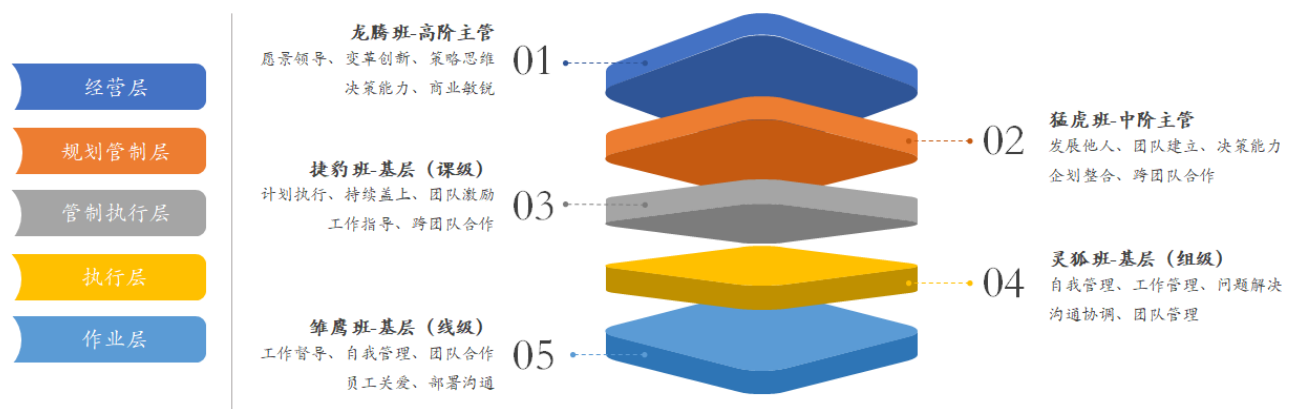 经营层
规划管制层
管制执行层
执行层
作业层
龙腾班-高阶主管
愿景领导、变革创新、策略思维
决策能力、商业敏锐
01
猛虎班-中阶主管
发展他人、团队建立、决策能力
企划整合、跨团队合作
02
捷豹班-基层（课级）
计划执行、持续盖上、团队激励
工作指导、跨团队合作
03
灵狐班-基层（组级）
自我管理、工作管理、问题解决
沟通协调、团队管理
04
雏鹰班-基层（线级）
工作督导、自我管理、团队合作
员工关爱、部署沟通
05